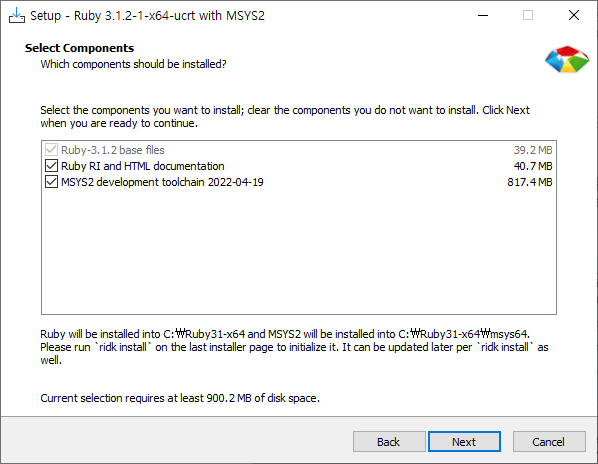 Setup - Ruby 3.1.2-1-x64-ucrt with MSYS2
Select Components
Which components should be installed?
Select the components you want to install; clear the components you do not want to install. Click Next
when you are ready to continue.
Ruby-3.1.2 base files 39.2 MB
Ruby RI and HTML documentation 40.7 MB
MSYS2 development toolchain 2022-04-19 817.4 MB
Ruby will be installed into C:₩Ruby31-x64 and MSYS2 will be installed into C:₩Ruby31-x64₩msys64.
Please run `ridk install` on the last installer page to initialize it. It can be updated later per `ridk install` as
well.
Current selection requires at least 900.2 MB of disk space.
Back Next Cancel